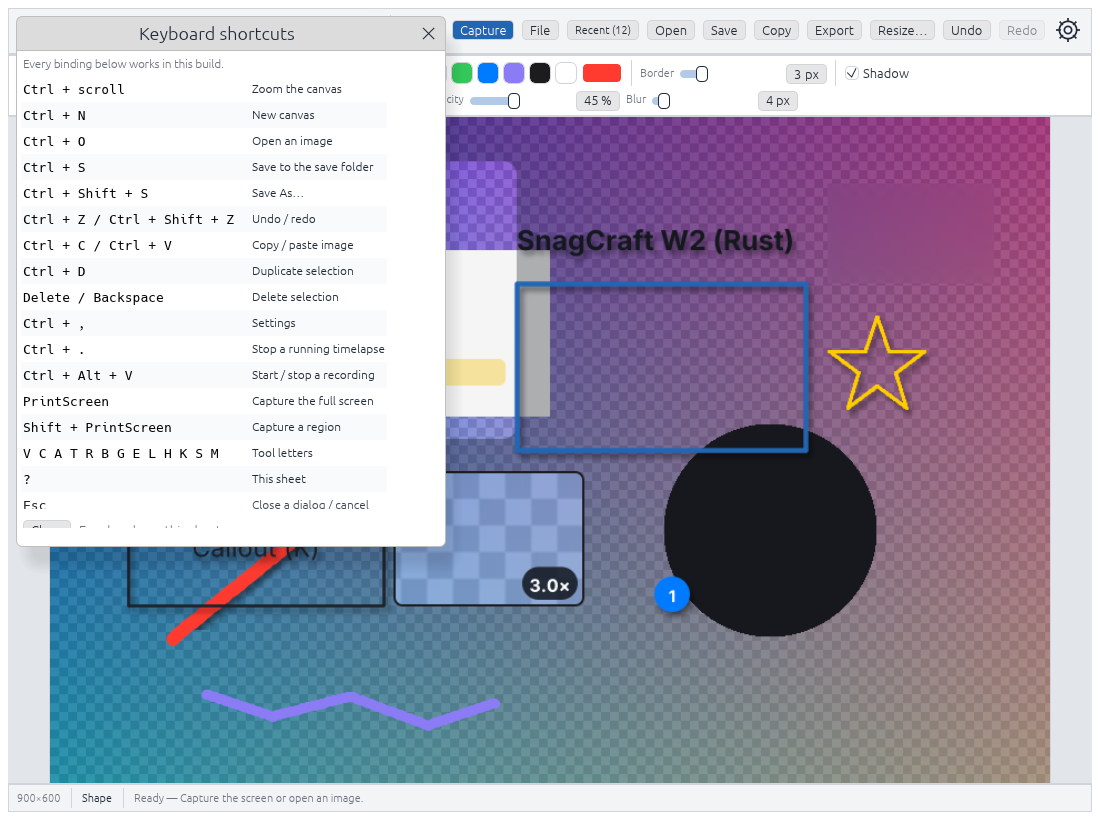 Keyboard shortcuts
Every binding below works in this build.
Ctrl + scroll Zoom the canvas
Ctrl + N New canvas
Ctrl + O Open an image
Ctrl + S Save to the save folder
Ctrl + Shift + S Save As…
Ctrl + Z / Ctrl + Shift + Z Undo / redo
Ctrl + C / Ctrl + V Copy / paste image
Ctrl + D Duplicate selection
Delete / Backspace Delete selection
Ctrl + , Settings
Ctrl + . Stop a running timelapse
Ctrl + Alt + V Start / stop a recording
PrintScreen Capture the full screen
Shift + PrintScreen Capture a region
V C A T R B G E L H K S M Tool letters
? This sheet
Esc Close a dialog / cancel
Capture File Recent (12) Open Save Copy Export Resize… Undo Redo
Border 3 px Shadow
45 % Blur 4 px
SnagCraft W2 (Rust)
Callout (K)
3.0×
1
900×600 Shape Ready — Capture the screen or open an image.